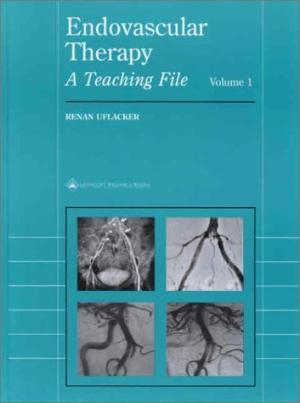 Endovascular
Therapy
A Teaching File Volume 1
RENAN UFLACKER
LIPPINCOTT WILLIAMS & WILKINS